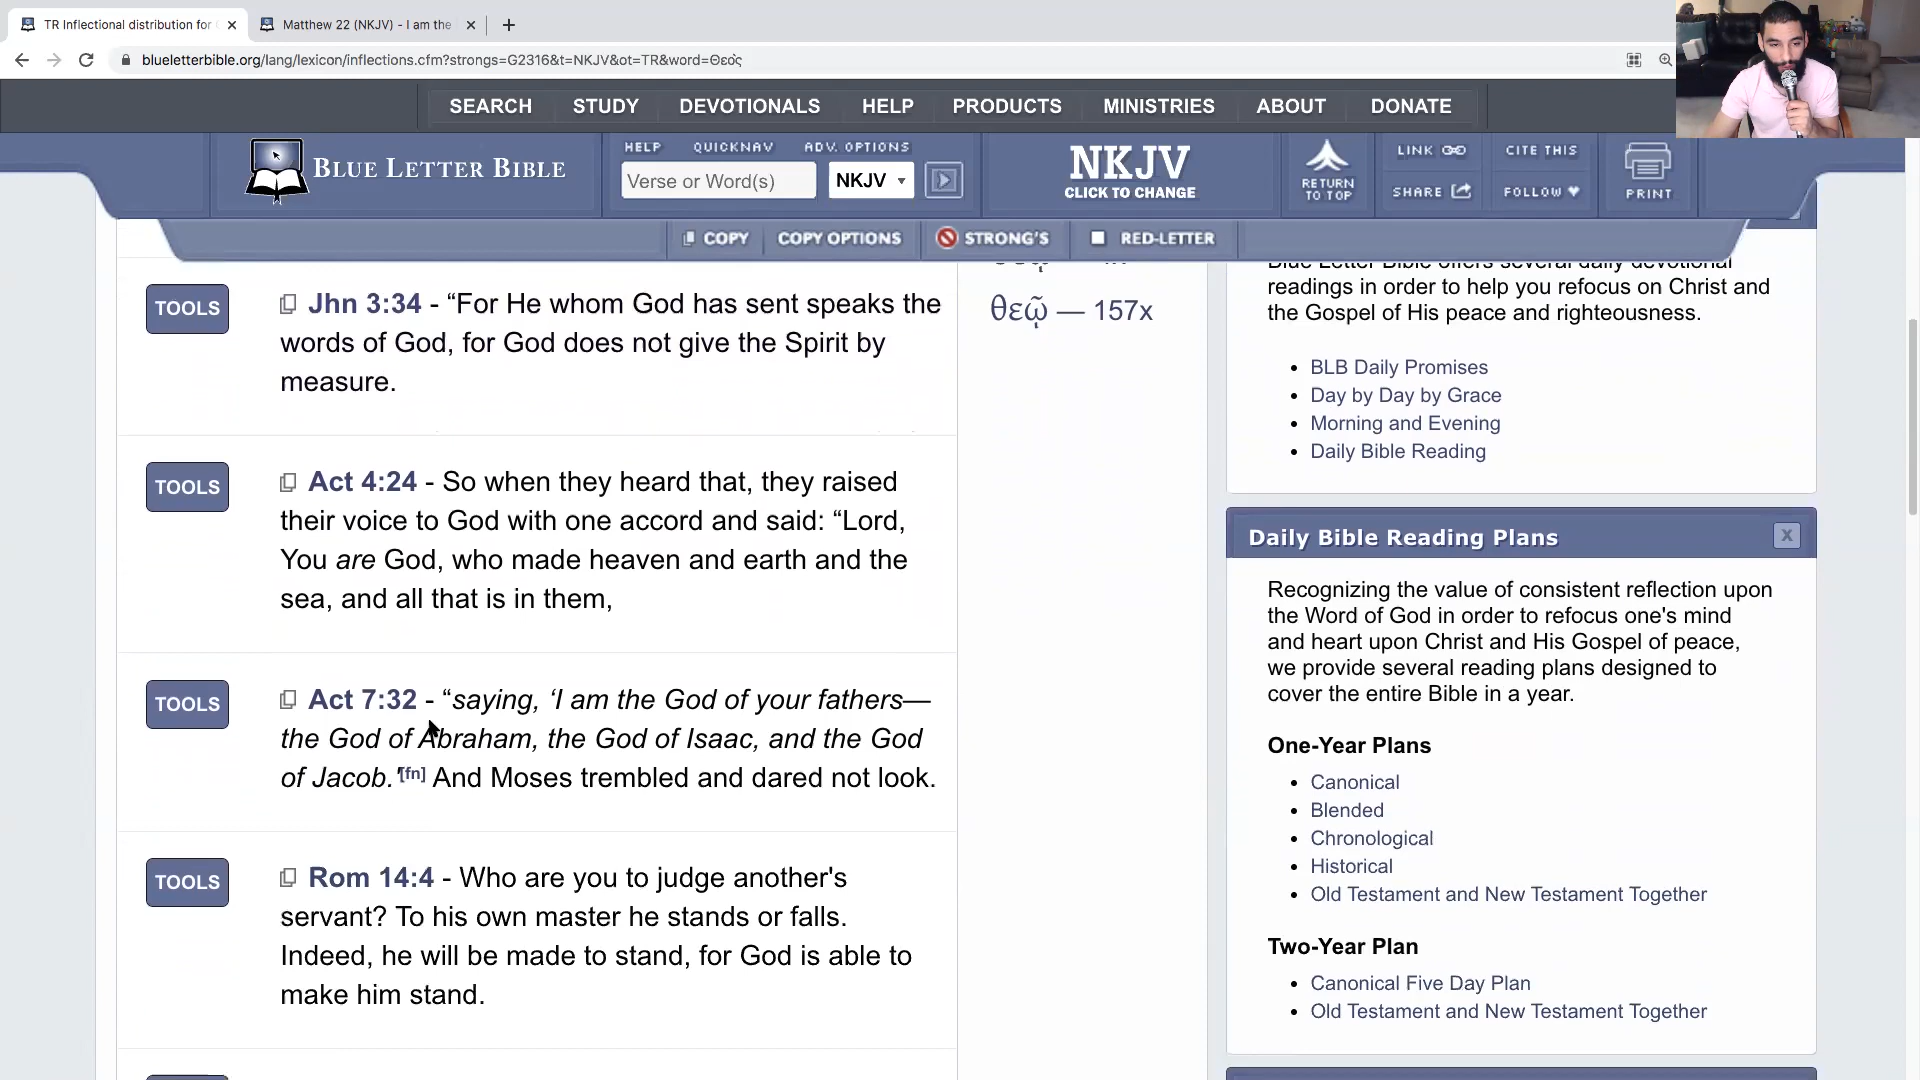 TR Inflectional distribution for
Matthew 22 (NKJV) - I am the
blueletterbible.org/lang/lexicon/inflections.cfm?strongs=G2316&t=NKJV&ot=TR&word=Θεὸς
SEARCH STUDY DEVOTIONALS HELP PRODUCTS MINISTRIES ABOUT DONATE
BLUE LETTER BIBLE
HELP QUICKNAV ADV. OPTIONS
Verse or Word(s) NKJV
NKJV
CLICK TO CHANGE
RETURN
TO TOP
LINK
SHARE
CITE THIS
FOLLOW
PRINT
COPY COPY OPTIONS STRONG'S RED-LETTER
TOOLS
Jhn 3:34 - “For He whom God has sent speaks the
words of God, for God does not give the Spirit by
measure.
TOOLS
Act 4:24 - So when they heard that, they raised
their voice to God with one accord and said: “Lord,
You are God, who made heaven and earth and the
sea, and all that is in them,
TOOLS
Act 7:32 - “saying, ‘I am the God of your fathers—
the God of Abraham, the God of Isaac, and the God
of Jacob.’[fn] And Moses trembled and dared not look.
TOOLS
Rom 14:4 - Who are you to judge another's
servant? To his own master he stands or falls.
Indeed, he will be made to stand, for God is able to
make him stand.
θεῷ — 157x
Blue Letter Bible offers several daily devotional
readings in order to help you refocus on Christ and
the Gospel of His peace and righteousness.
BLB Daily Promises
Day by Day by Grace
Morning and Evening
Daily Bible Reading
Daily Bible Reading Plans
Recognizing the value of consistent reflection upon
the Word of God in order to refocus one's mind
and heart upon Christ and His Gospel of peace,
we provide several reading plans designed to
cover the entire Bible in a year.
One-Year Plans
Canonical
Blended
Chronological
Historical
Old Testament and New Testament Together
Two-Year Plan
Canonical Five Day Plan
Old Testament and New Testament Together